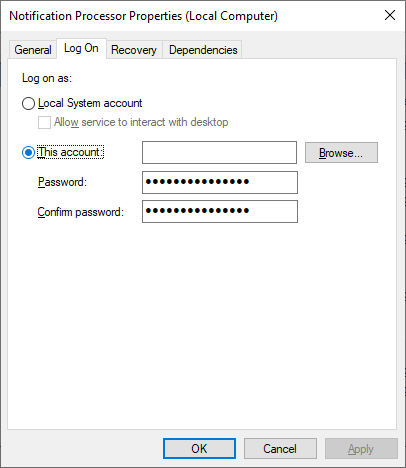 Notification Processor Properties (Local Computer)
General Log On Recovery Dependencies
Log on as:
Local System account
Allow service to interact with desktop
This account: Browse...
Password: •••••••••••••••
Confirm password: •••••••••••••••
OK Cancel Apply